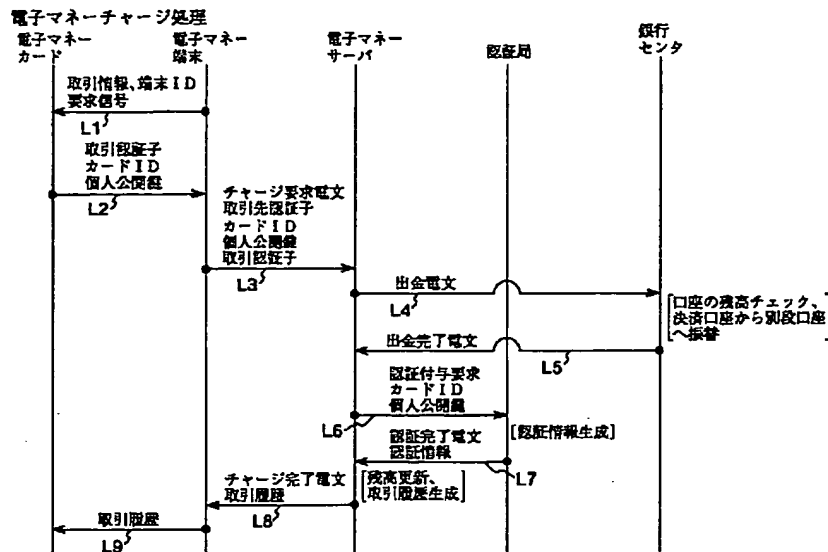 電子マネーチャージ処理
電子マネー
カード
電子マネー
端末
電子マネー
サーバ
認証局
銀行
センタ
取引情報、端末ID
要求信号
L1
取引認証子
カードID
個人公開鍵
L2
チャージ要求電文
取引先認証子
カードID
個人公開鍵
取引認証子
L3
出金電文
L4
[口座の残高チェック、
決済口座から別段口座
へ振替]
出金完了電文
L5
認証付与要求
カードID
個人公開鍵
L6
[認証情報生成]
認証完了電文
認証情報
L7
[残高更新、
取引履歴生成]
チャージ完了電文
取引履歴
L8
取引履歴
L9